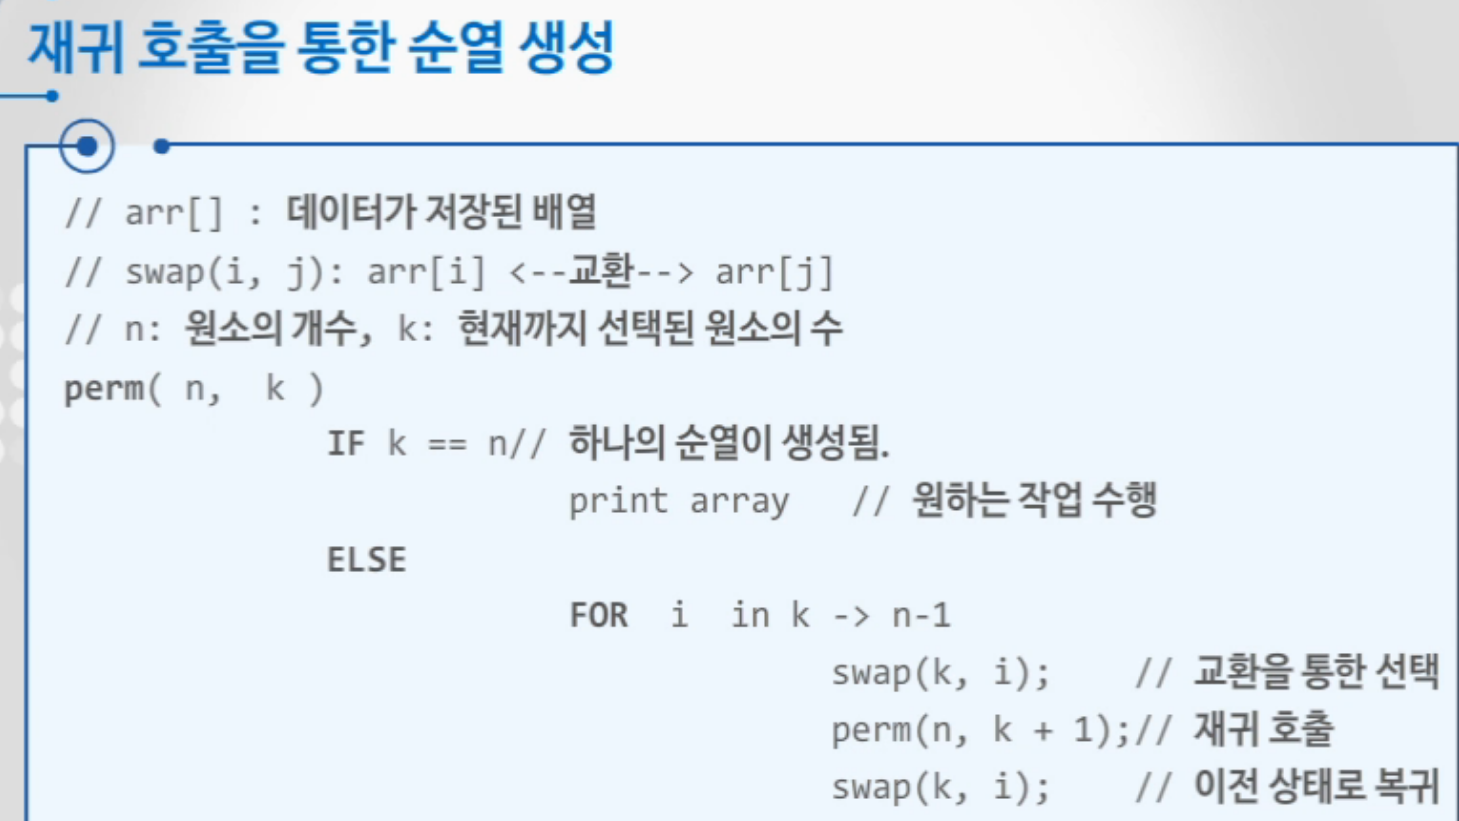 재귀 호출을 통한 순열 생성
// arr[] : 데이터가 저장된 배열
// swap(i, j): arr[i] <--교환--> arr[j]
// n: 원소의 개수, k: 현재까지 선택된 원소의 수
perm( n, k )
IF k == n// 하나의 순열이 생성됨.
print array // 원하는 작업 수행
ELSE
FOR i in k -> n-1
swap(k, i); // 교환을 통한 선택
perm(n, k + 1);// 재귀 호출
swap(k, i); // 이전 상태로 복귀